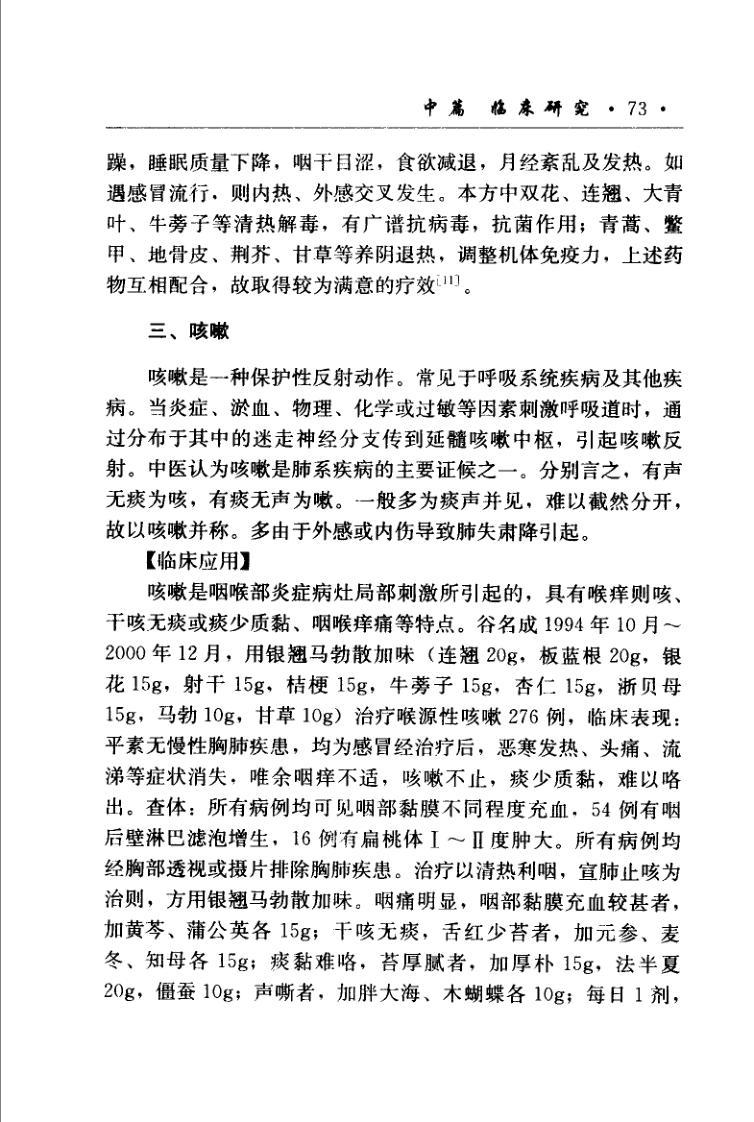 中篇 临床研究 · 73 ·
躁，睡眠质量下降，咽干目涩，食欲减退，月经紊乱及发热。如
遇感冒流行，则内热、外感交叉发生。本方中双花、连翘、大青
叶、牛蒡子等清热解毒，有广谱抗病毒，抗菌作用；青蒿、鳖
甲、地骨皮、荆芥、甘草等养阴退热，调整机体免疫力，上述药
物互相配合，故取得较为满意的疗效[11]。
三、咳嗽
咳嗽是一种保护性反射动作。常见于呼吸系统疾病及其他疾
病。当炎症、淤血、物理、化学或过敏等因素刺激呼吸道时，通
过分布于其中的迷走神经分支传到延髓咳嗽中枢，引起咳嗽反
射。中医认为咳嗽是肺系疾病的主要证候之一。分别言之，有声
无痰为咳，有痰无声为嗽。一般多为痰声并见，难以截然分开，
故以咳嗽并称。多由于外感或内伤导致肺失肃降引起。
【临床应用】
咳嗽是咽喉部炎症病灶局部刺激所引起的，具有喉痒则咳、
干咳无痰或痰少质黏、咽喉痒痛等特点。谷名成 1994 年 10 月～
2000 年 12 月，用银翘马勃散加味（连翘 20g，板蓝根 20g，银
花 15g，射干 15g，桔梗 15g，牛蒡子 15g，杏仁 15g，浙贝母
15g，马勃 10g，甘草 10g）治疗喉源性咳嗽 276 例，临床表现：
平素无慢性胸肺疾患，均为感冒经治疗后，恶寒发热、头痛、流
涕等症状消失，唯余咽痒不适，咳嗽不止，痰少质黏，难以咯
出。查体：所有病例均可见咽部黏膜不同程度充血，54 例有咽
后壁淋巴滤泡增生，16 例有扁桃体Ⅰ～Ⅱ度肿大。所有病例均
经胸部透视或摄片排除胸肺疾患。治疗以清热利咽，宣肺止咳为
治则，方用银翘马勃散加味。咽痛明显，咽部黏膜充血较甚者，
加黄芩、蒲公英各 15g；干咳无痰，舌红少苔者，加元参、麦
冬、知母各 15g；痰黏难咯，苔厚腻者，加厚朴 15g，法半夏
20g，僵蚕 10g；声嘶者，加胖大海、木蝴蝶各 10g；每日 1 剂，